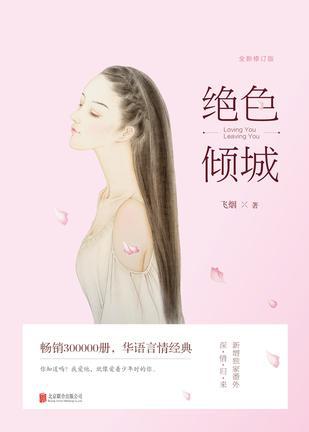 全新修订版
绝色
Loving You
Leaving You
倾城
飞烟 著
畅销300000册，华语言情经典
你知道吗？我爱他，就像爱着少年时的你。
新增独家番外
深·情·归·来
北京联合出版公司